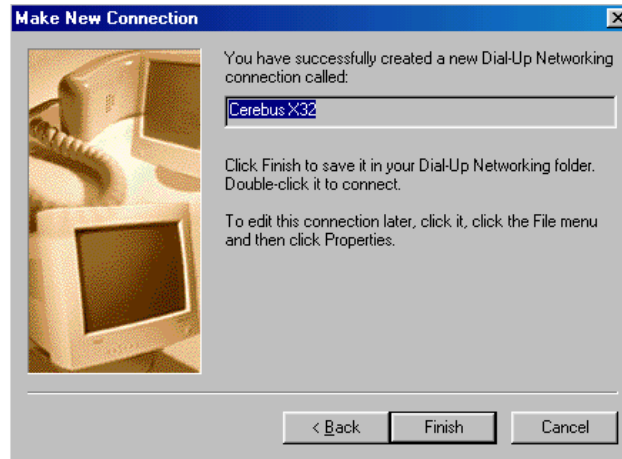 Make New Connection
You have successfully created a new Dial-Up Networking
connection called:
Cerebus X32
Click Finish to save it in your Dial-Up Networking folder.
Double-click it to connect.
To edit this connection later, click it, click the File menu
and then click Properties.
< Back
Finish
Cancel